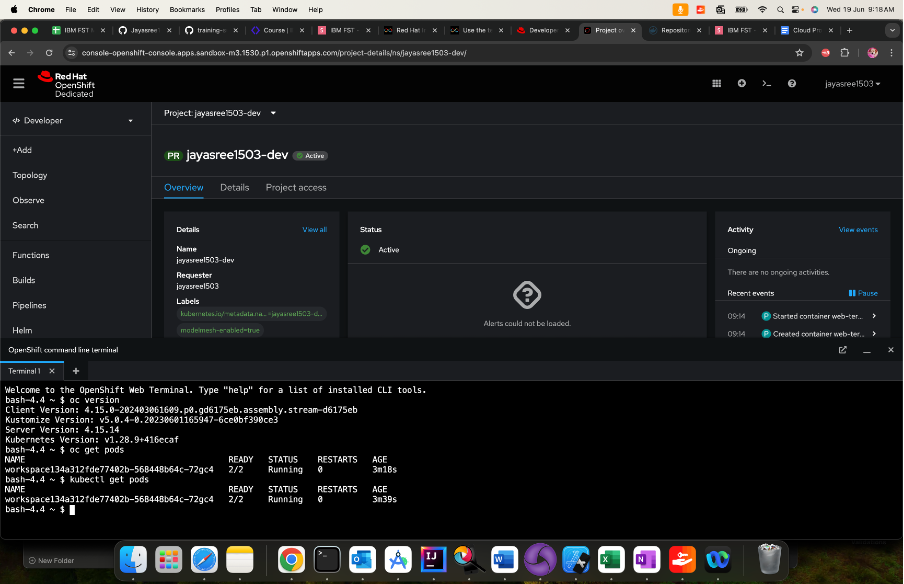 Chrome File Edit View History Bookmarks Profiles Tab Window Help Wed 19 Jun 9:18 AM
IBM FST M Jayasree1 training-re Course | IBM FST - Red Hat tr Use the fe Develope Project ov Reposito IBM FST - Cloud Pro
console-openshift-console.apps.sandbox-m3.1530.p1.openshiftapps.com/project-details/ns/jayasree1503-dev/
Red Hat
OpenShift
Dedicated
jayasree1503
Developer
+Add
Topology
Observe
Search
Functions
Builds
Pipelines
Helm
Project: jayasree1503-dev
PR jayasree1503-dev Active
Overview Details Project access
Details View all
Name
jayasree1503-dev
Requester
jayasree1503
Labels
kubernetes.io/metadata.na... =jayasree1503-d...
modelmesh-enabled=true
Status
Active
Alerts could not be loaded.
Activity View events
Ongoing
There are no ongoing activities.
Recent events Pause
09:14 P Started container web-ter...
09:14 P Created container web-ter...
OpenShift command line terminal
Terminal 1
Welcome to the OpenShift Web Terminal. Type "help" for a list of installed CLI tools.
bash-4.4 ~ $ oc version
Client Version: 4.15.0-202403061609.p0.gd6175eb.assembly.stream-d6175eb
Kustomize Version: v5.0.4-0.20230601165947-6ce0bf390ce3
Server Version: 4.15.14
Kubernetes Version: v1.28.9+416ecaf
bash-4.4 ~ $ oc get pods
NAME READY STATUS RESTARTS AGE
workspace134a312fde77402b-568448b64c-72gc4 2/2 Running 0 3m18s
bash-4.4 ~ $ kubectl get pods
NAME READY STATUS RESTARTS AGE
workspace134a312fde77402b-568448b64c-72gc4 2/2 Running 0 3m39s
bash-4.4 ~ $
New Folder